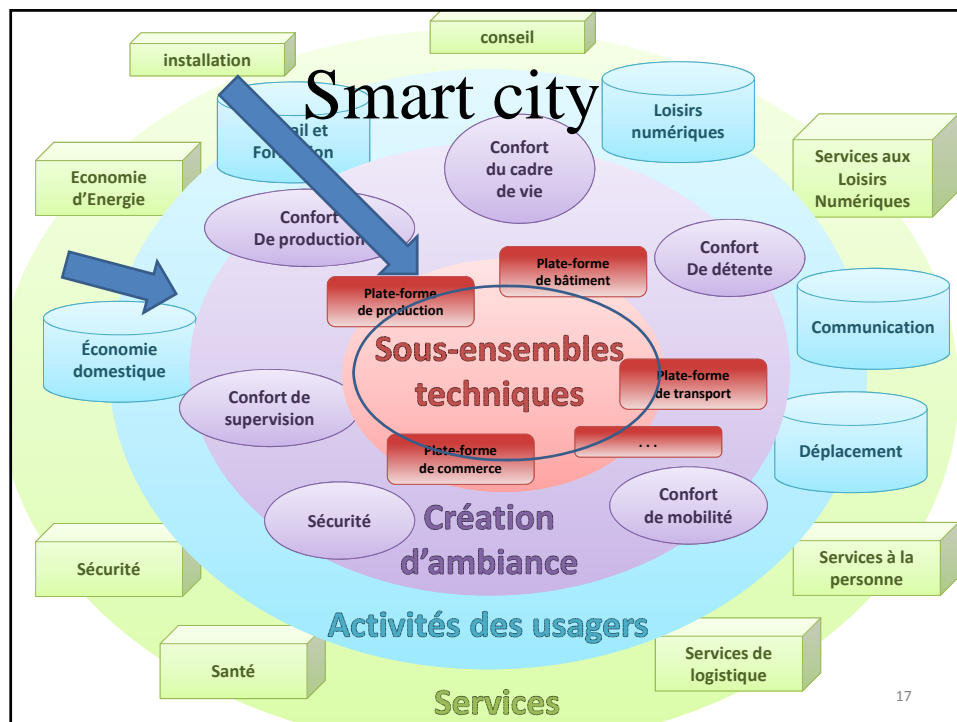 conseil
installation
Smart city
Loisirs
numériques
et
Confort
du cadre
de vie
Services aux
Loisirs
Numériques
Economie
d'Energie
Confort
De production
Confort
De détente
Plate-forme
de bâtiment
Plate-forme
de production
Communication
Économie
domestique
Sous-ensembles
techniques
Plate-forme
de transport
Confort de
supervision
. . .
Plate-forme
de commerce
Déplacement
Confort
de mobilité
Sécurité
Création
d'ambiance
Sécurité
Services à la
personne
Activités des usagers
Santé
Services de
logistique
Services
17